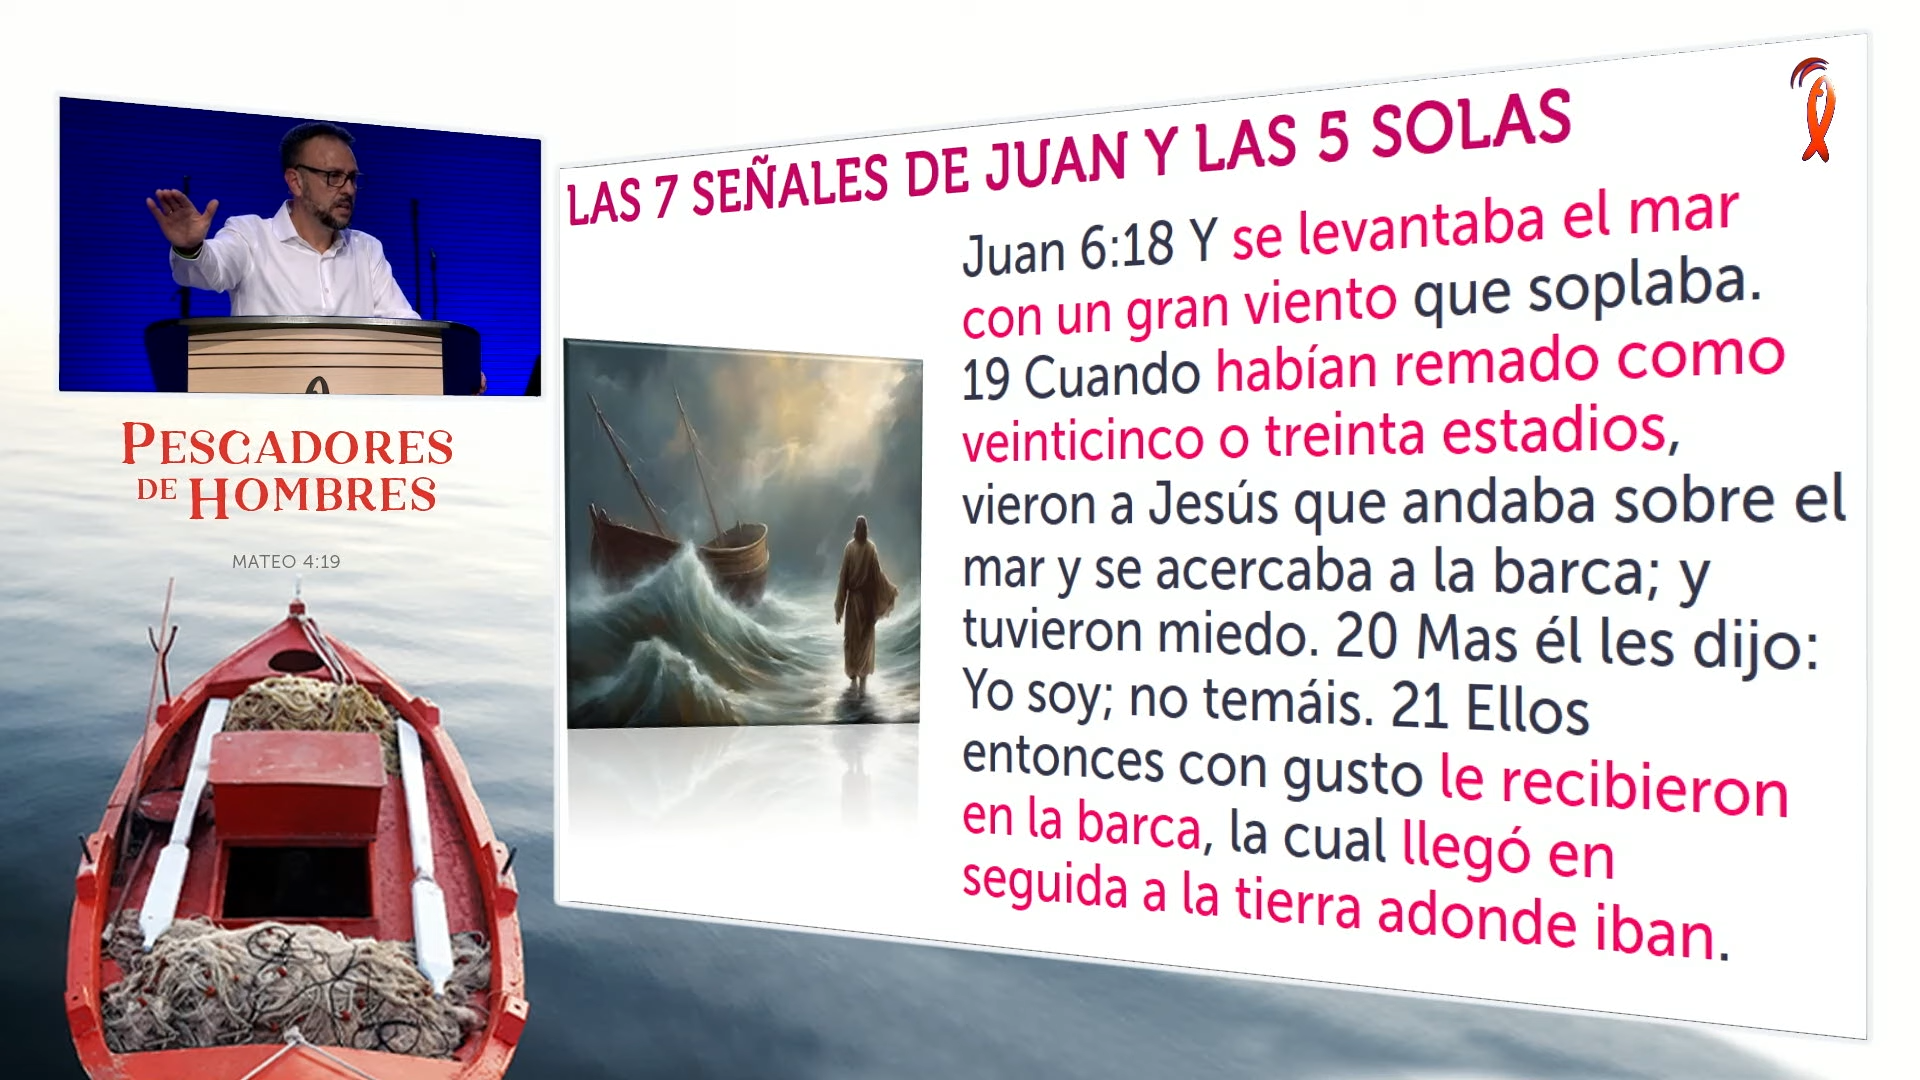 PESCADORES
DE HOMBRES
MATEO 4:19
LAS 7 SEÑALES DE JUAN Y LAS 5 SOLAS
Juan 6:18 Y se levantaba el mar
con un gran viento que soplaba.
19 Cuando habían remado como
veinticinco o treinta estadios,
vieron a Jesús que andaba sobre el
mar y se acercaba a la barca; y
tuvieron miedo. 20 Mas él les dijo:
Yo soy; no temáis. 21 Ellos
entonces con gusto le recibieron
en la barca, la cual llegó en
seguida a la tierra adonde iban.